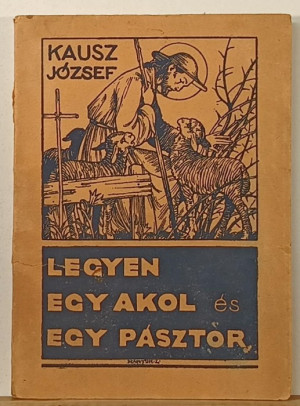 KAUSZ
JÓZSEF
LEGYEN
EGY AKOL és
EGY PÁSZTOR